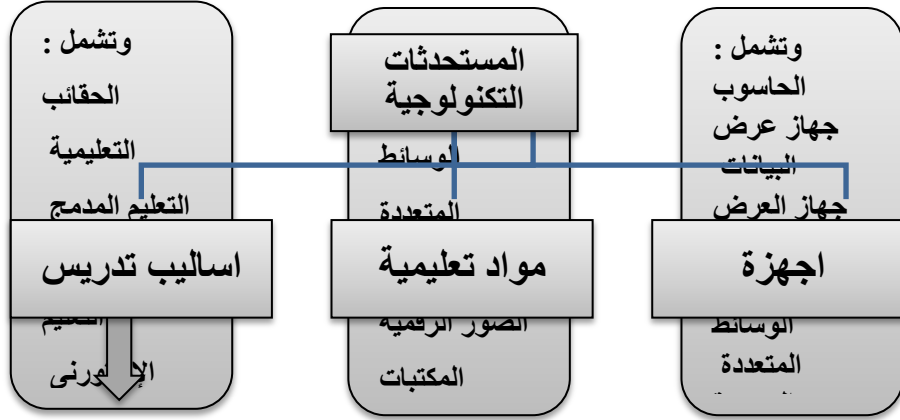 المستحدثات
التكنولوجية
اجهزة
وتشمل :
الحاسوب
جهاز عرض
البيانات
جهاز العرض
الوسائط
المتعددة
مواد تعليمية
الوسائط
المتعددة
الصور الرقمية
المكتبات
اساليب تدريس
وتشمل :
الحقائب
التعليمية
التعليم المدمج
التعليم